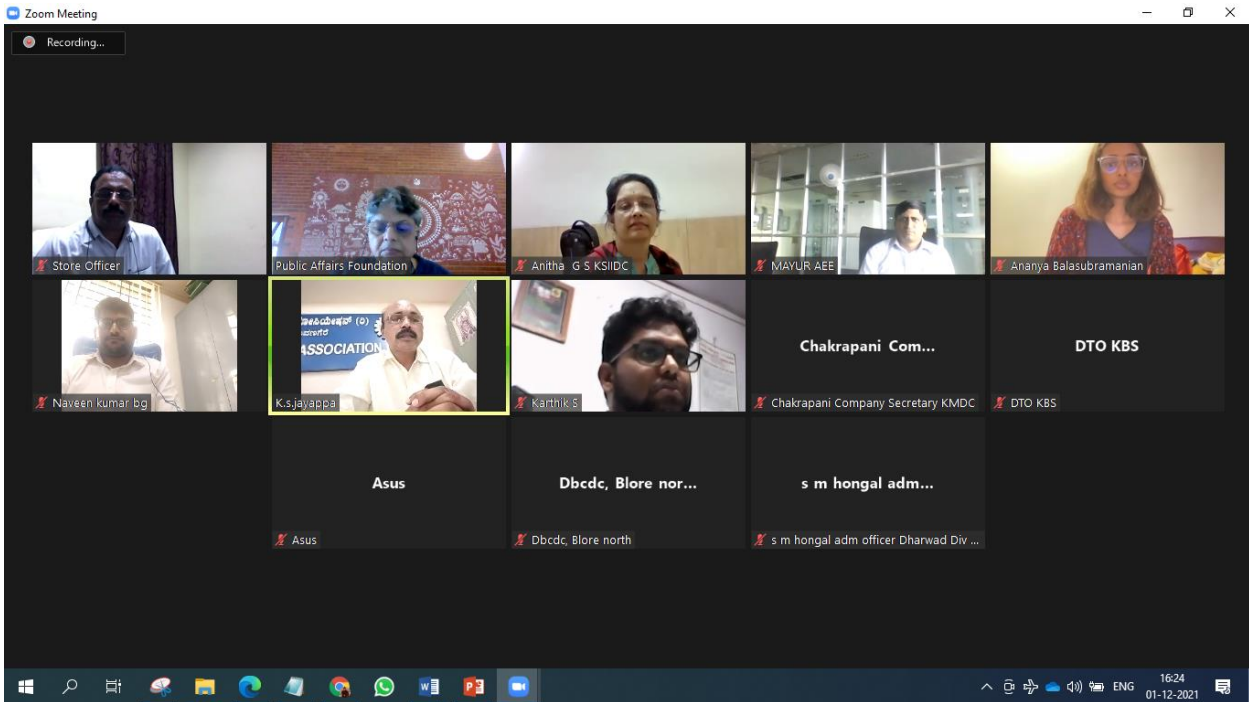 Zoom Meeting
Recording...
Store Officer
Public Affairs Foundation
Anitha G S KSIIDC
MAYUR AEE
Ananya Balasubramanian
Naveen kumar bg
ASSOCIATION
K.s.jayappa
Karthik S
Chakrapani Com...
Chakrapani Company Secretary KMDC
DTO KBS
DTO KBS
Asus
Asus
Dbcdc, Blore nor...
Dbcdc, Blore north
s m hongal adm...
s m hongal adm officer Dharwad Div ...
ENG
16:24
01-12-2021